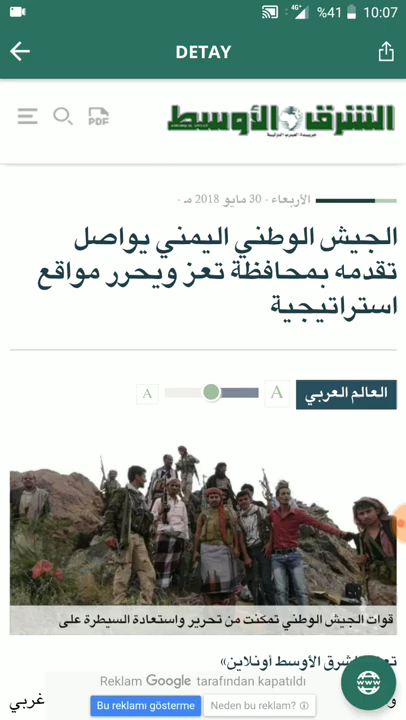 %41 10:07
4G+
DETAY
PDF
الشرق الأوسط
الأربعاء - 30 مايو 2018 مـ -
الجيش الوطني اليمني يواصل
تقدمه بمحافظة تعز ويحرر مواقع
استراتيجية
A A
العالم العربي
قوات الجيش الوطني تمكنت من تحرير واستعادة السيطرة على
الشرق الأوسط أونلاين»
WWW
Reklam Google tarafından kapatıldı
Bu reklamı gösterme Neden bu reklam?
غربي